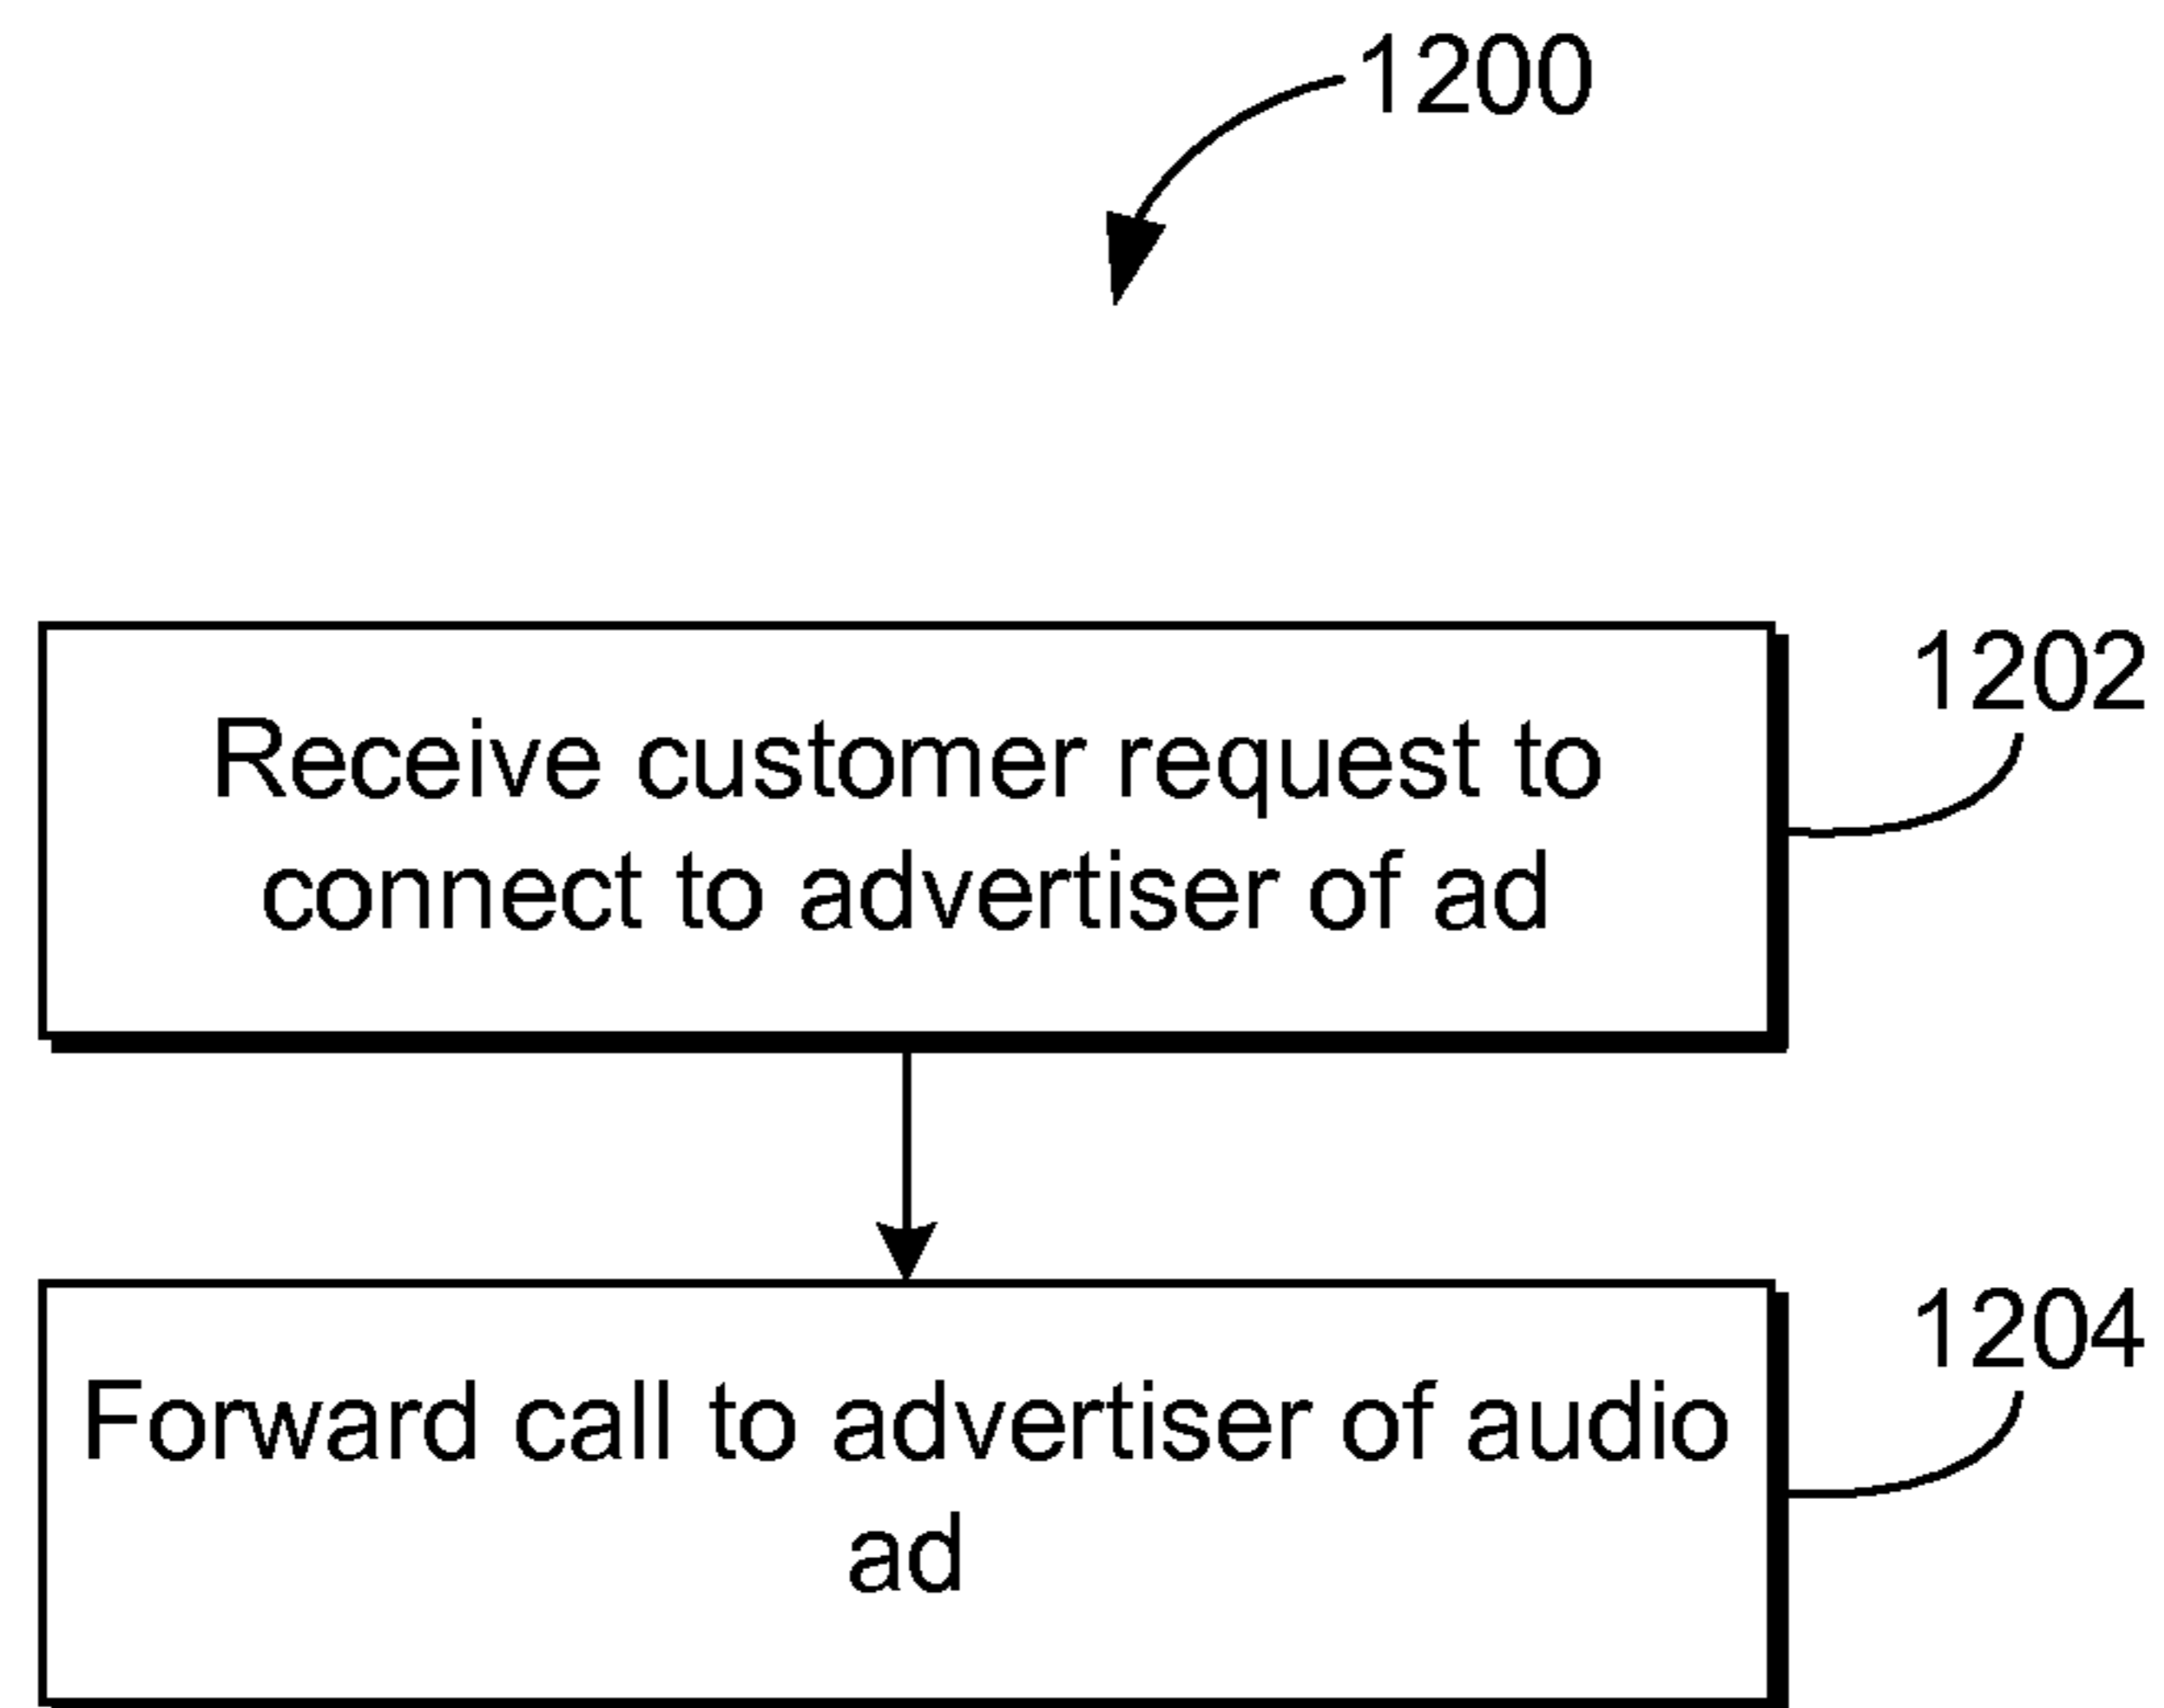 1200
1202
Receive customer request to
connect to advertiser of ad
1204
Forward call to advertiser of audio
ad